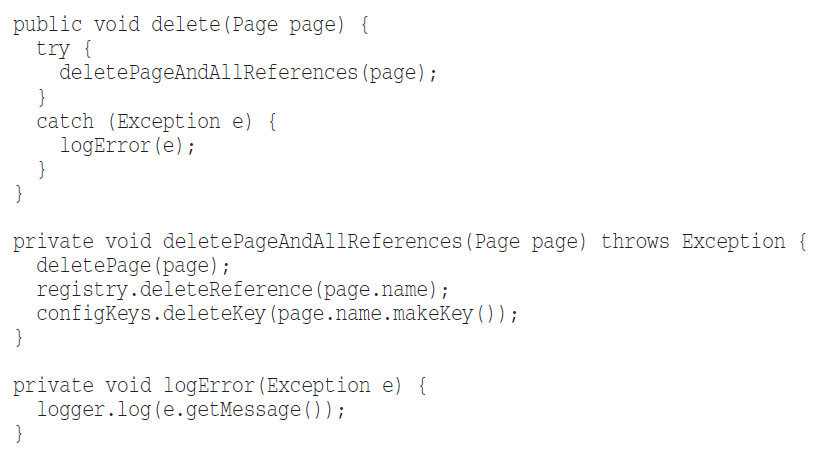 public void delete(Page page) {
  try {
    deletePageAndAllReferences(page);
  }
  catch (Exception e) {
    logError(e);
  }
}

private void deletePageAndAllReferences(Page page) throws Exception {
  deletePage(page);
  registry.deleteReference(page.name);
  configKeys.deleteKey(page.name.makeKey());
}

private void logError(Exception e) {
  logger.log(e.getMessage());
}